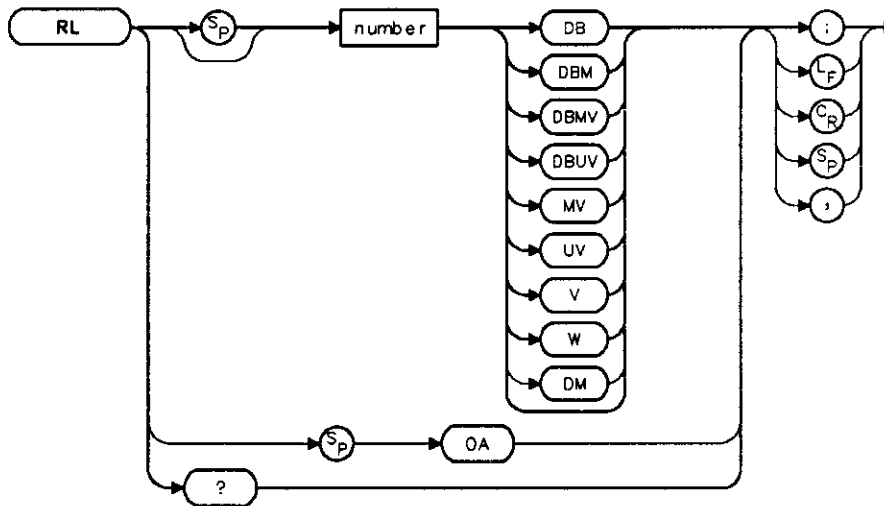 RL SP number DB ;
DBM LF
DBMV CR
DBUV SP
MV ,
UV
V
W
DM
SP OA
?